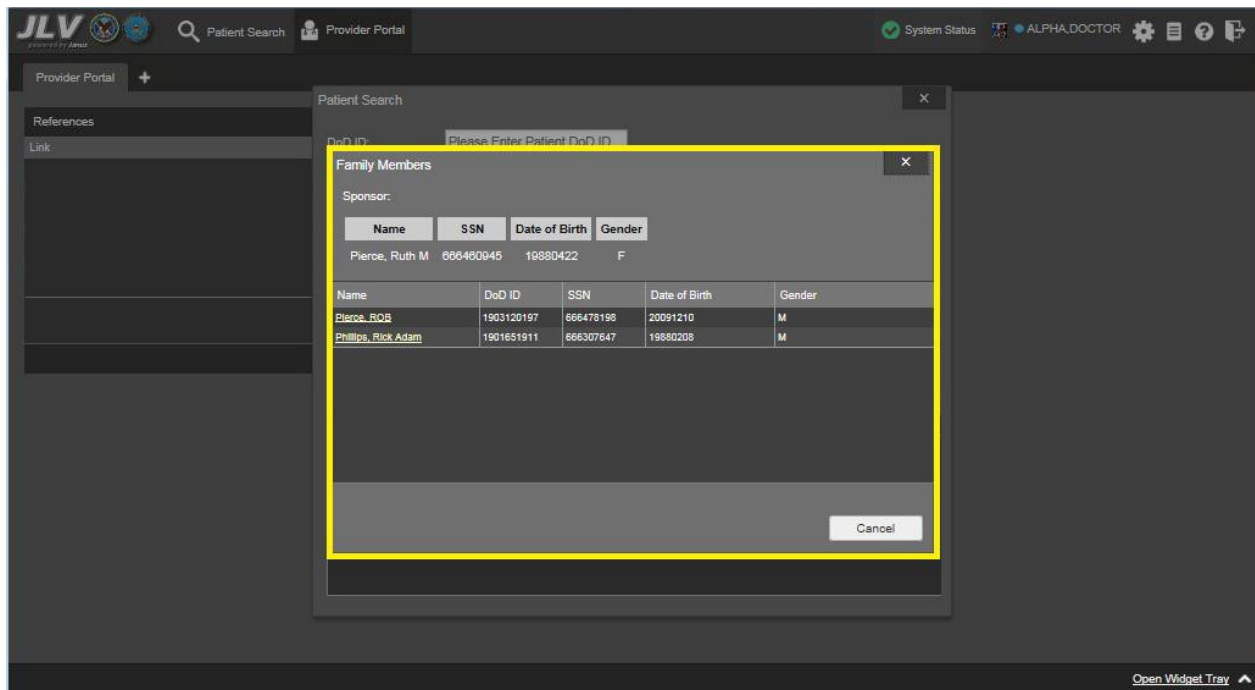 JLV Patient Search Provider Portal System Status ALPHA,DOCTOR
powered by Janus
Provider Portal +
Patient Search
References
DoD ID: Please Enter Patient DoD ID
Link
Family Members
Sponsor:
Name SSN Date of Birth Gender
Pierce, Ruth M 666460945 19880422 F
Name DoD ID SSN Date of Birth Gender
Pierce, ROB 1903120197 666478198 20091210 M
Phillips, Rick Adam 1901651911 666307647 19880208 M
Cancel
Open Widget Tray